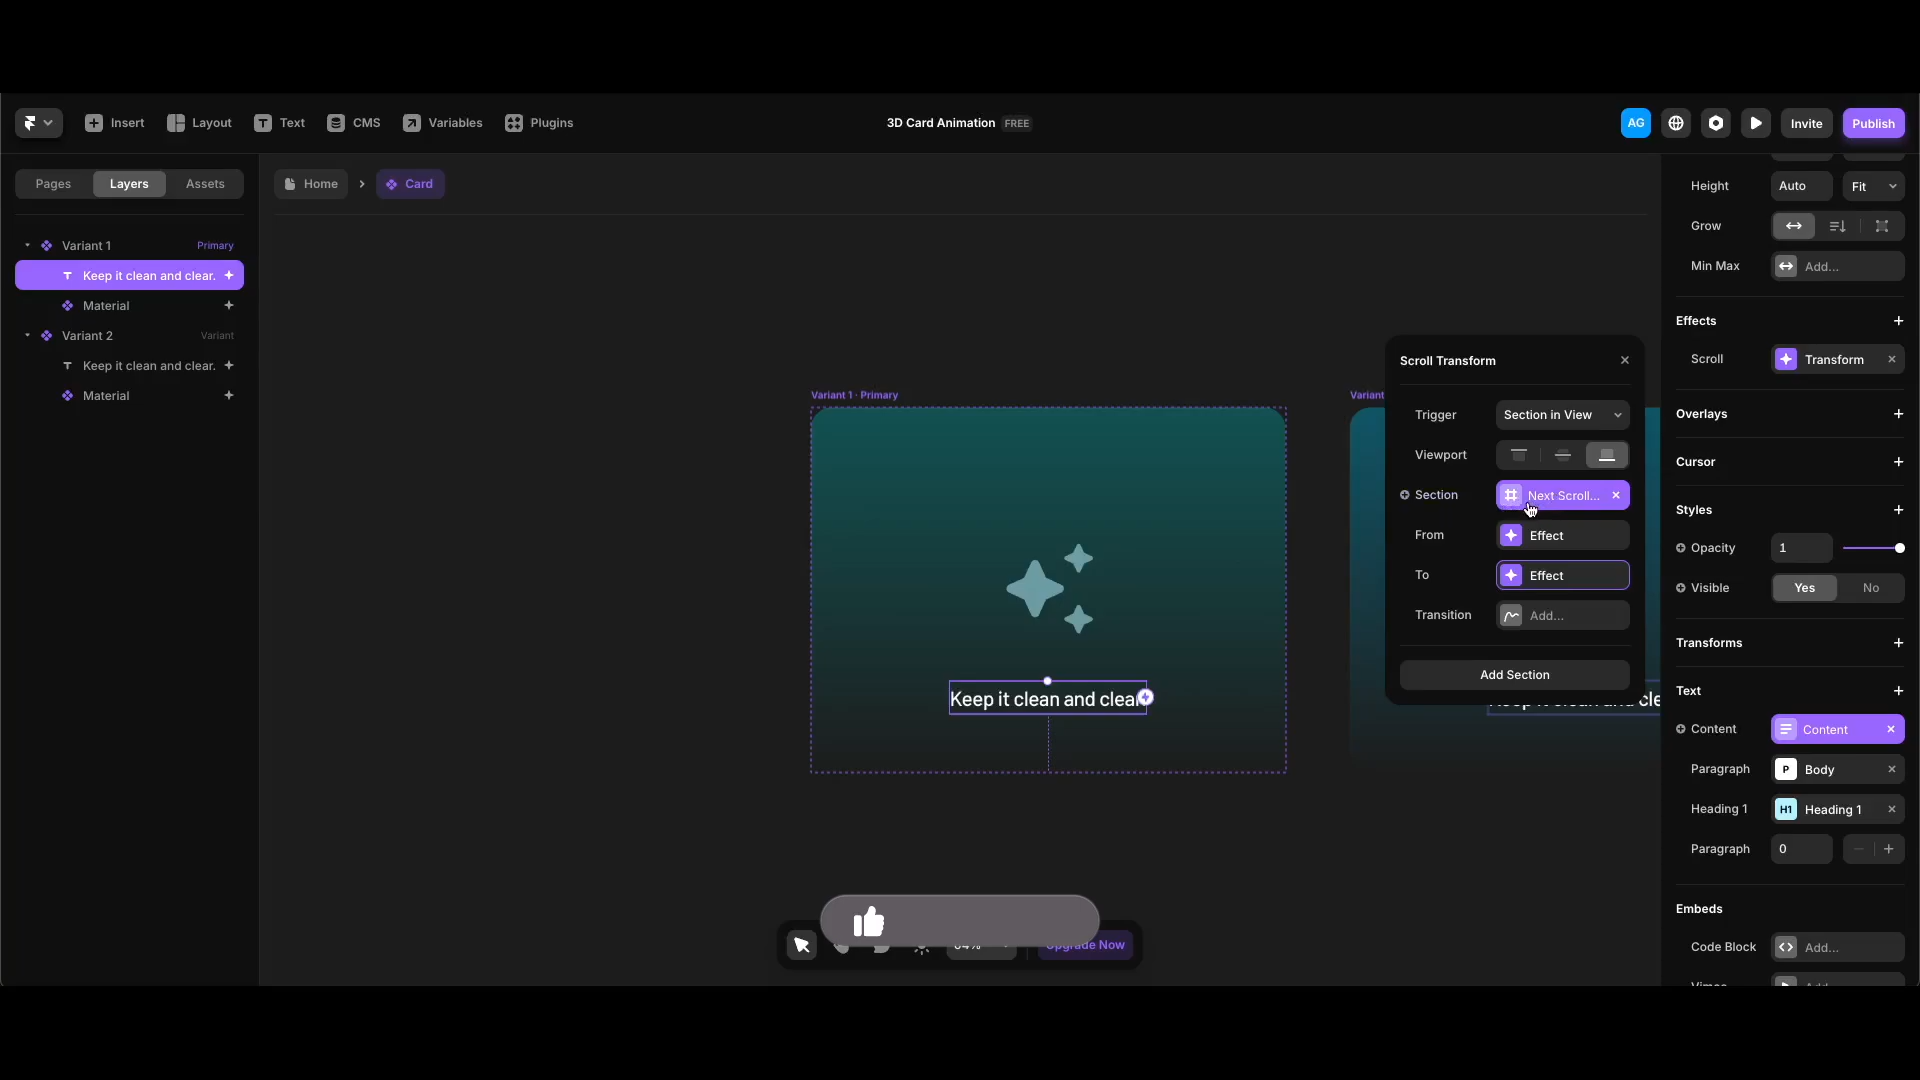 Insert
Layout
Text
CMS
Variables
Plugins
3D Card Animation FREE
AG
Invite
Publish
Pages
Layers
Assets
Home
Card
Variant 1 Primary
Keep it clean and clear.
Material
Variant 2 Variant
Keep it clean and clear.
Material
Variant 1 · Primary
Keep it clean and clear
Variant
Scroll Transform
Trigger Section in View
Viewport
Section Next Scroll...
From Effect
To Effect
Transition Add...
Add Section
Upgrade Now
Height Auto Fit
Grow
Min Max Add...
Effects
Scroll Transform
Overlays
Cursor
Styles
Opacity 1
Visible Yes No
Transforms
Text
Content Content
Paragraph P Body
Heading 1 H1 Heading 1
Paragraph 0
Embeds
Code Block Add...